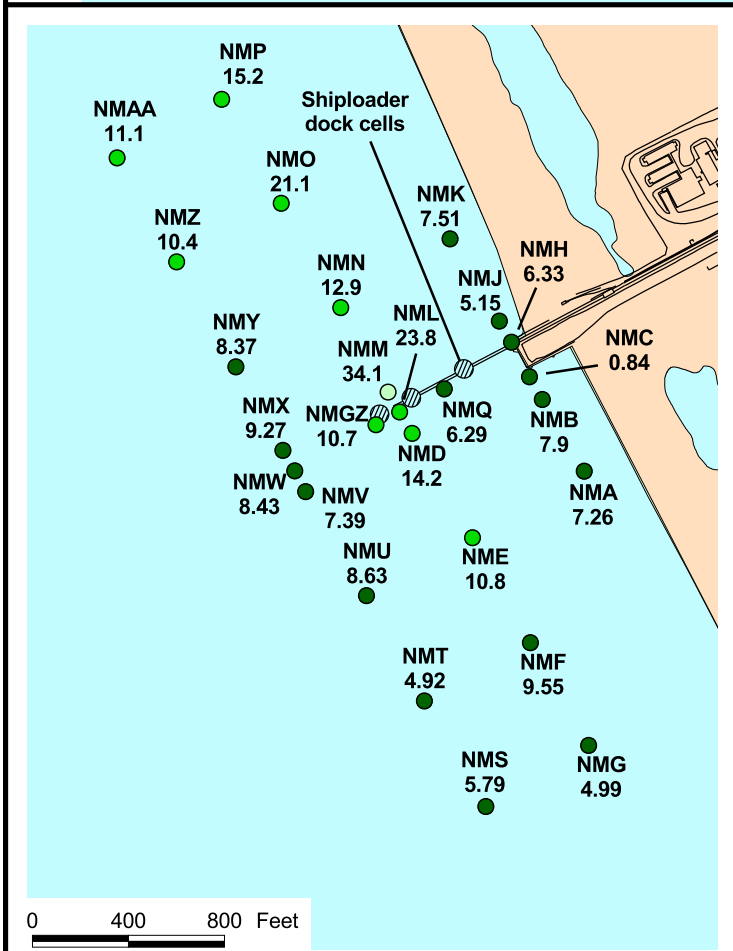 NMP
15.2
NMAA
11.1
Shiploader
dock cells
NMO
21.1
NMK
7.51
NMZ
10.4
NMH
6.33
NMN
12.9
NMJ
5.15
NML
23.8
NMY
8.37
NMC
0.84
NMM
34.1
NMX
9.27
NMGZ
10.7
NMQ
6.29
NMB
7.9
NMD
14.2
NMW
8.43
NMV
7.39
NMA
7.26
NMU
8.63
NME
10.8
NMT
4.92
NMF
9.55
NMS
5.79
NMG
4.99
0 400 800 Feet